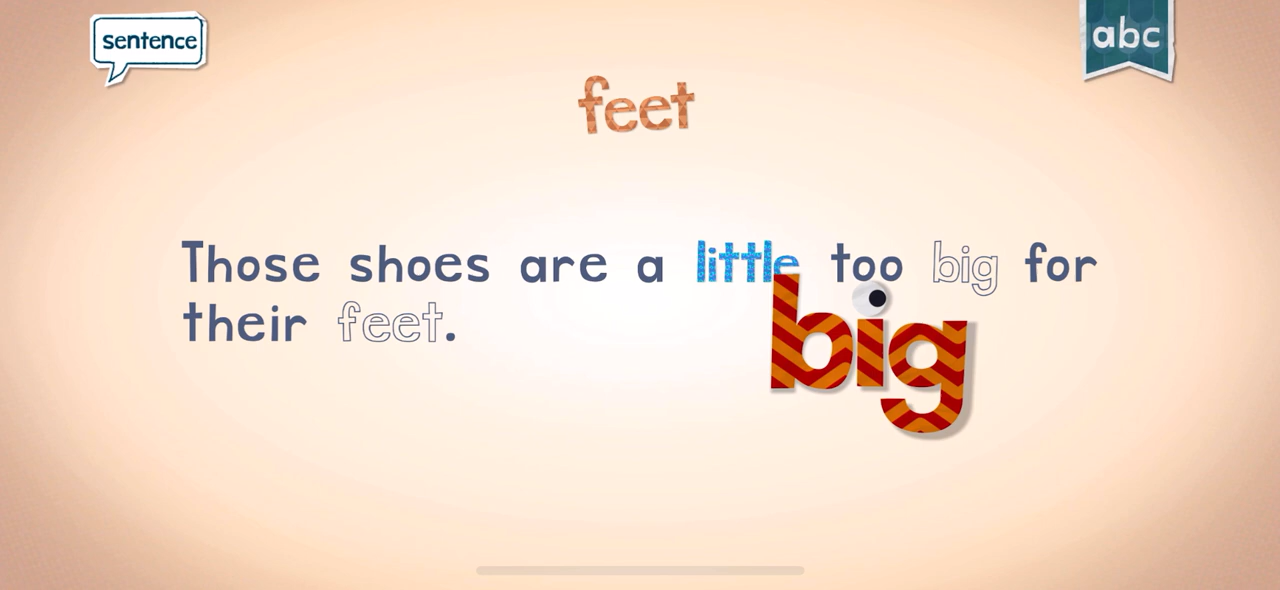 sentence
abc
feet
Those shoes are a little too big for
their feet.
big